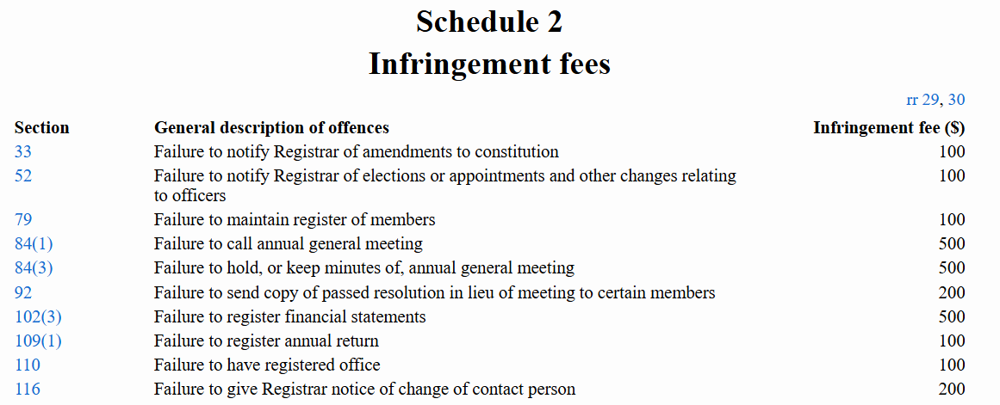 Schedule 2
Infringement fees
rr 29, 30
Section General description of offences Infringement fee ($)
33 Failure to notify Registrar of amendments to constitution 100
52 Failure to notify Registrar of elections or appointments and other changes relating 100
to officers
79 Failure to maintain register of members 100
84(1) Failure to call annual general meeting 500
84(3) Failure to hold, or keep minutes of, annual general meeting 500
92 Failure to send copy of passed resolution in lieu of meeting to certain members 200
102(3) Failure to register financial statements 500
109(1) Failure to register annual return 100
110 Failure to have registered office 100
116 Failure to give Registrar notice of change of contact person 200